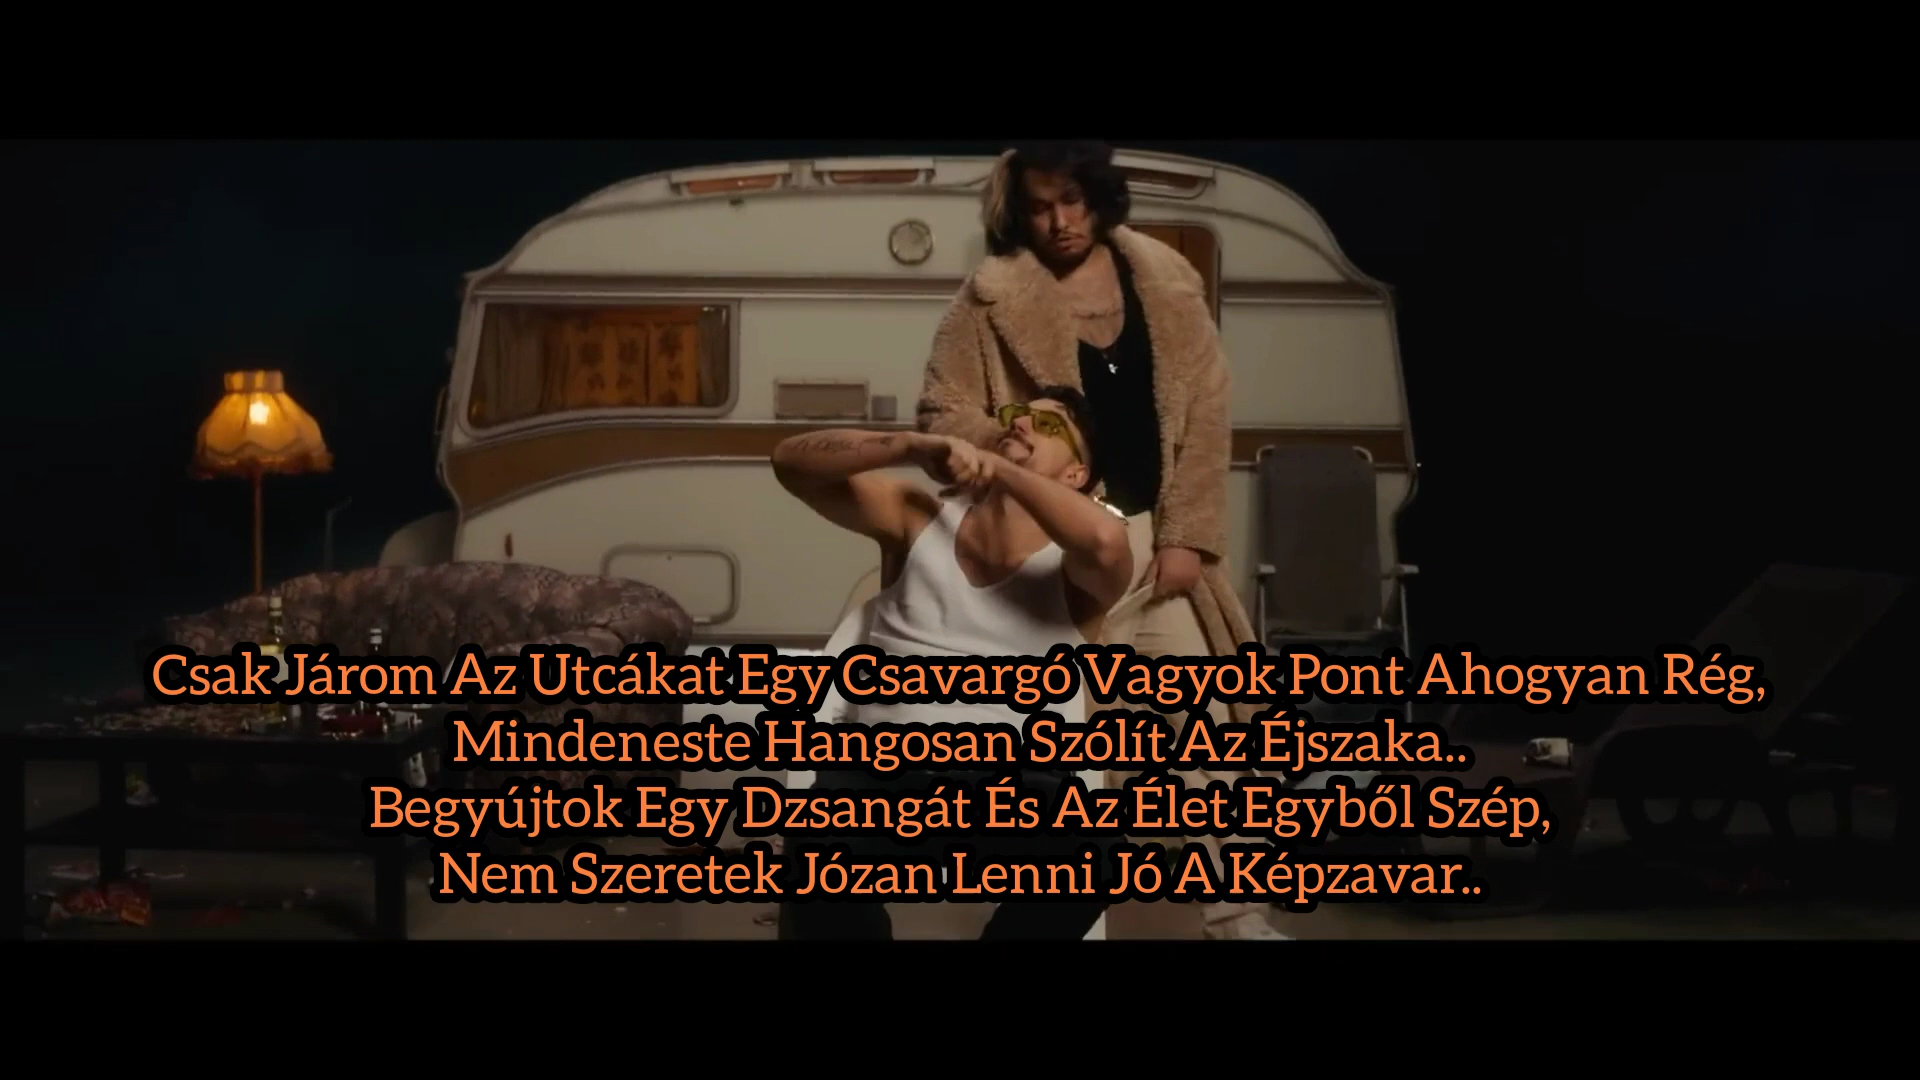 Csak Járom Az Utcákat Egy Csavargó Vagyok Pont Ahogyan Rég,
Mindeneste Hangosan Szólít Az Éjszaka..
Begyújtok Egy Dzsangát És Az Élet Egyből Szép,
Nem Szeretek Józan Lenni Jó A Képzavar..